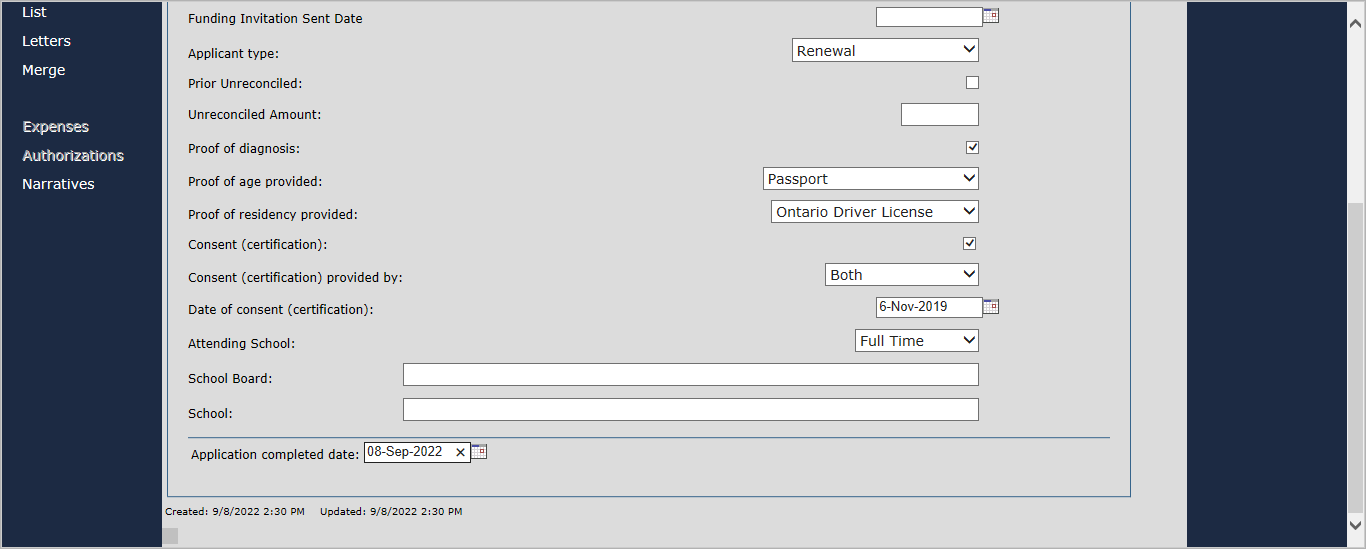 List
Letters
Merge
Expenses
Authorizations
Narratives
Funding Invitation Sent Date
Applicant type: Renewal
Prior Unreconciled:
Unreconciled Amount:
Proof of diagnosis:
Proof of age provided: Passport
Proof of residency provided: Ontario Driver License
Consent (certification):
Consent (certification) provided by: Both
Date of consent (certification): 6-Nov-2019
Attending School: Full Time
School Board:
School:
Application completed date: 08-Sep-2022
Created: 9/8/2022 2:30 PM Updated: 9/8/2022 2:30 PM